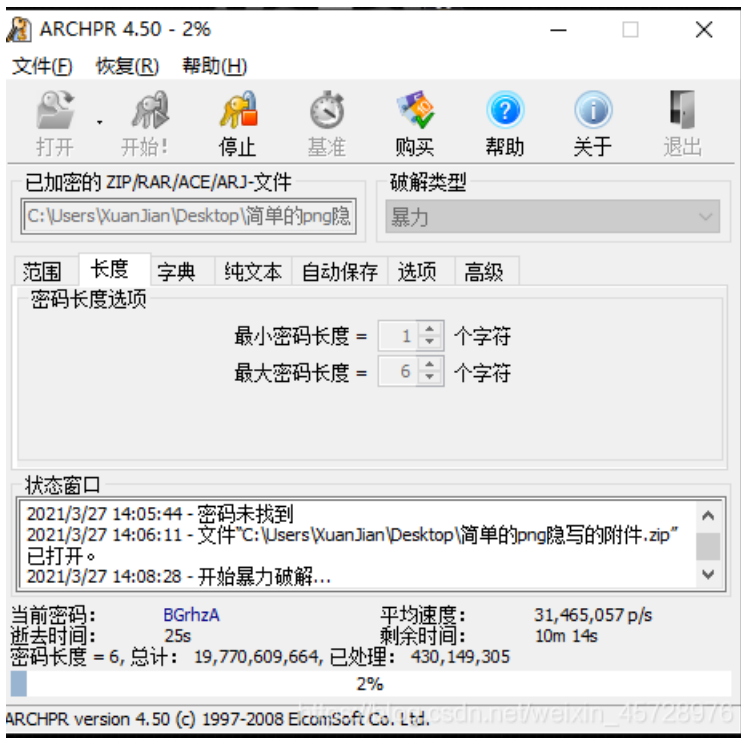 ARCHPR 4.50 - 2%
文件(F) 恢复(R) 帮助(H)
打开 开始! 停止 基准 购买 帮助 关于 退出
已加密的 ZIP/RAR/ACE/ARJ-文件 破解类型
C:\Users\XuanJian\Desktop\简单的png隐 暴力
范围 长度 字典 纯文本 自动保存 选项 高级
密码长度选项
最小密码长度 = 1 个字符
最大密码长度 = 6 个字符
状态窗口
2021/3/27 14:05:44 - 密码未找到
2021/3/27 14:06:11 - 文件"C:\Users\XuanJian\Desktop\简单的png隐写的附件.zip"
已打开。
2021/3/27 14:08:28 - 开始暴力破解...
当前密码: BGrhzA 平均速度: 31,465,057 p/s
逝去时间: 25s 剩余时间: 10m 14s
密码长度 = 6, 总计: 19,770,609,664, 已处理: 430,149,305
2%
ARCHPR version 4.50 (c) 1997-2008 ElcomSoft Co. Ltd.
https://blog.csdn.net/weixin_45728976